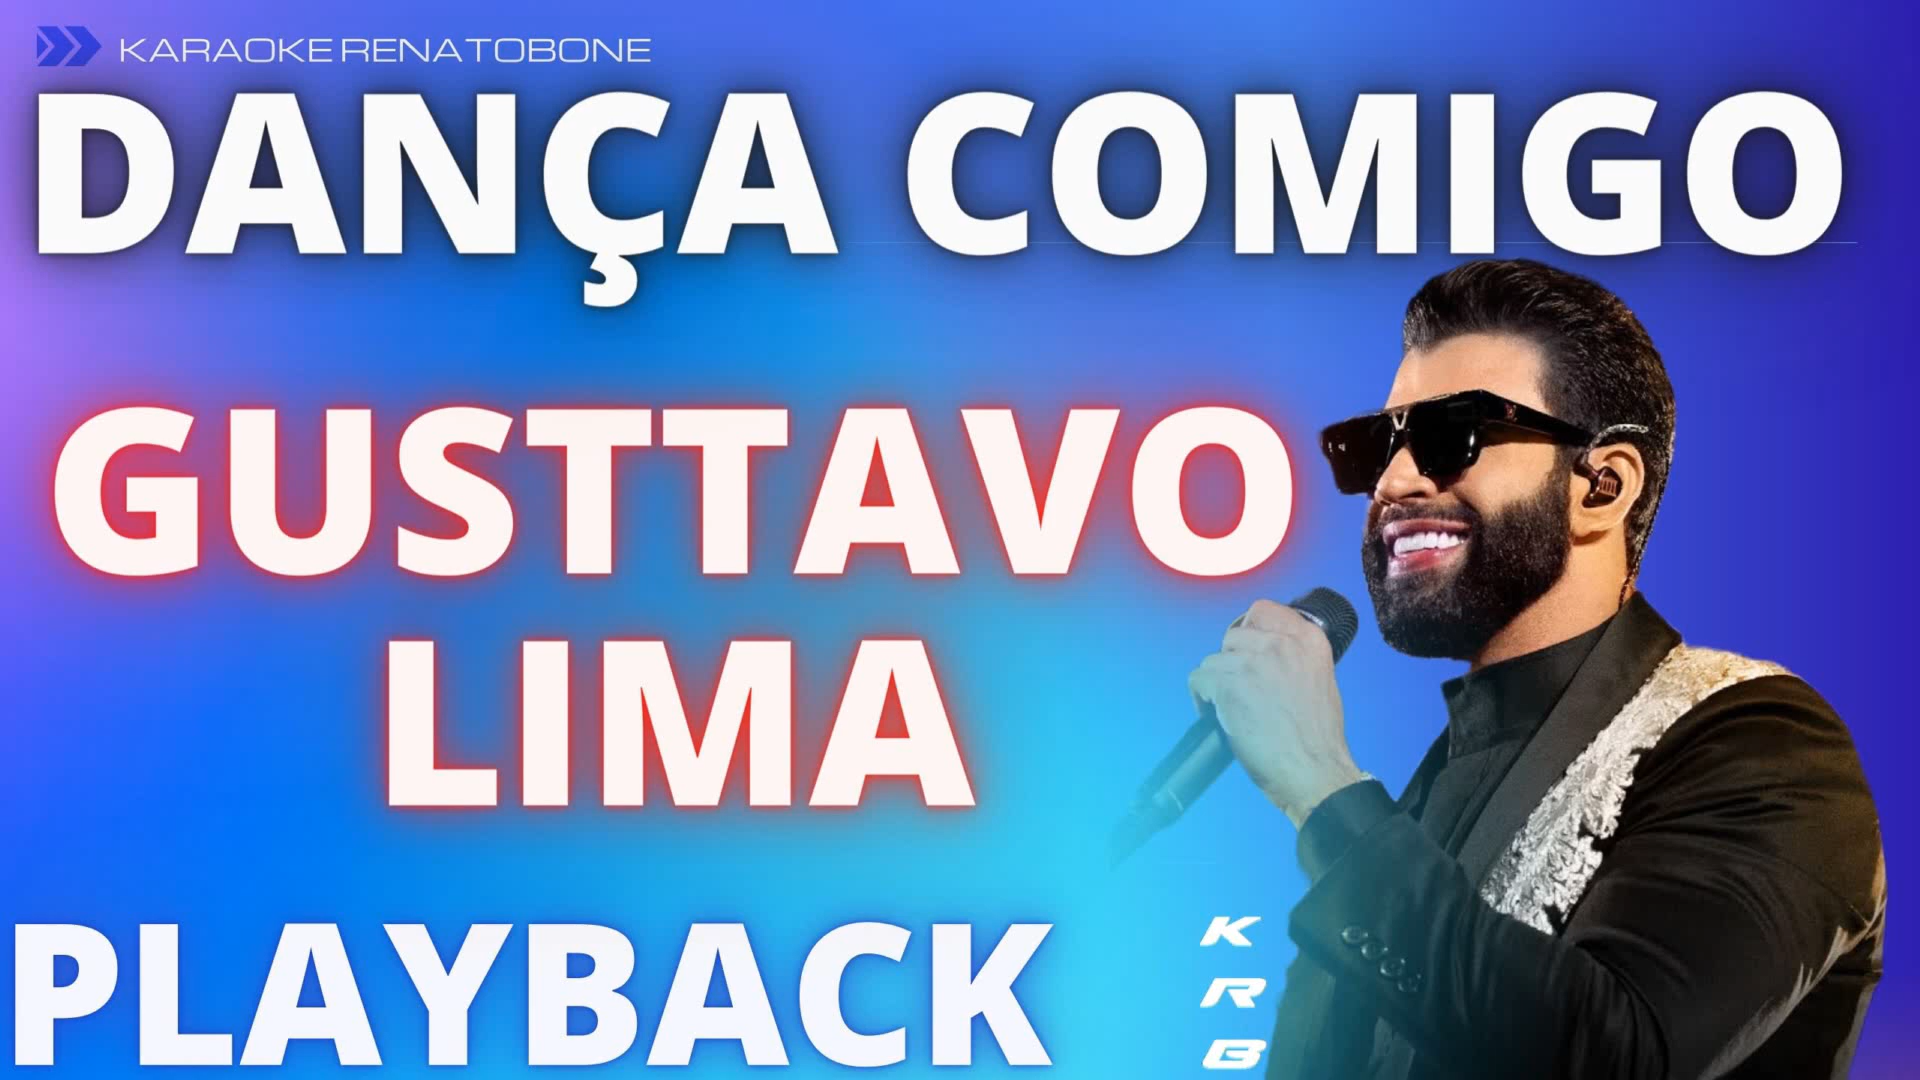 KARAOKE RENATOBONE
DANÇA COMIGO
GUSTTAVO
LIMA
PLAYBACK
K
R
B